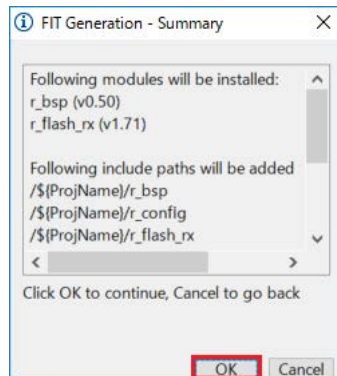 FIT Generation - Summary
Following modules will be installed:
r_bsp (v0.50)
r_flash_rx (v1.71)
Following include paths will be added
/${ProjName}/r_bsp
/${ProjName}/r_config
/${ProjName}/r_flash_rx
Click OK to continue, Cancel to go back
OK Cancel